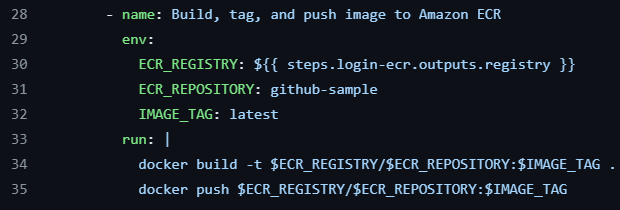 28 - name: Build, tag, and push image to Amazon ECR
29 env:
30 ECR_REGISTRY: ${{ steps.login-ecr.outputs.registry }}
31 ECR_REPOSITORY: github-sample
32 IMAGE_TAG: latest
33 run: |
34 docker build -t $ECR_REGISTRY/$ECR_REPOSITORY:$IMAGE_TAG .
35 docker push $ECR_REGISTRY/$ECR_REPOSITORY:$IMAGE_TAG